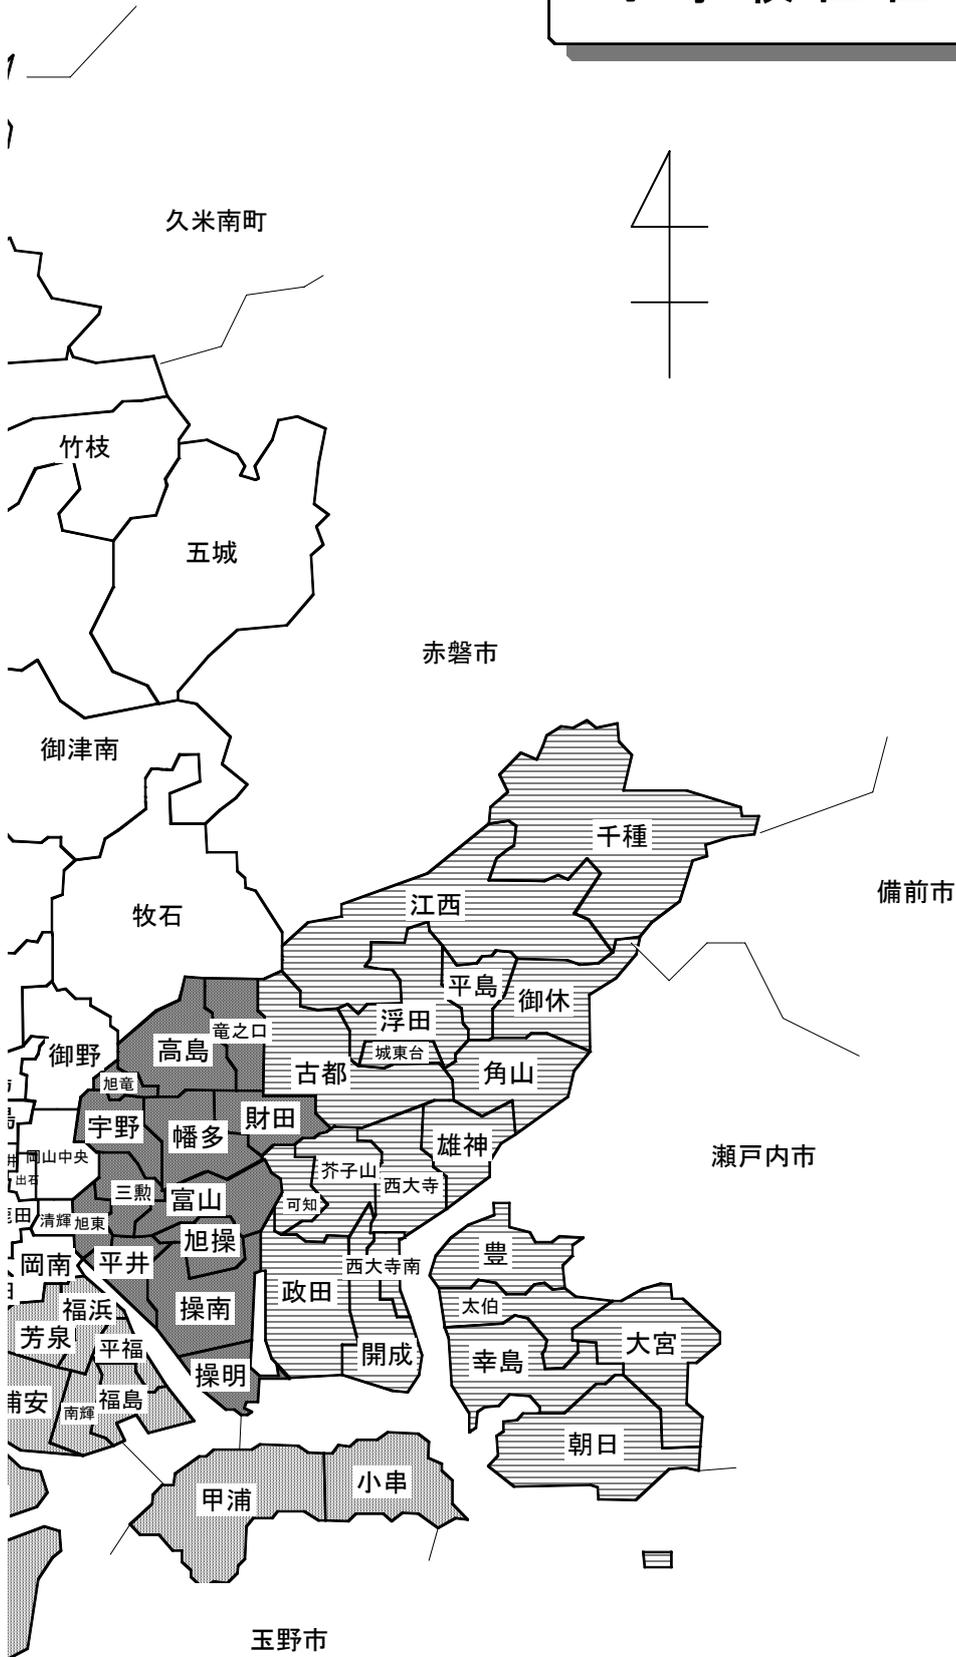 久米南町
竹枝
五城
赤磐市
御津南
千種
備前市
江西
牧石
平島
御休
浮田
竜之口
高島
御野
城東台
古都
角山
旭竜
宇野
財田
幡多
雄神
岡山中央
瀬戸内市
芥子山
出石
西大寺
三勲
富山
可知
清輝
旭東
旭操
豊
岡南
平井
西大寺南
政田
太伯
福浜
操南
芳泉
大宮
平福
開成
幸島
操明
福島
南輝
朝日
小串
甲浦
玉野市